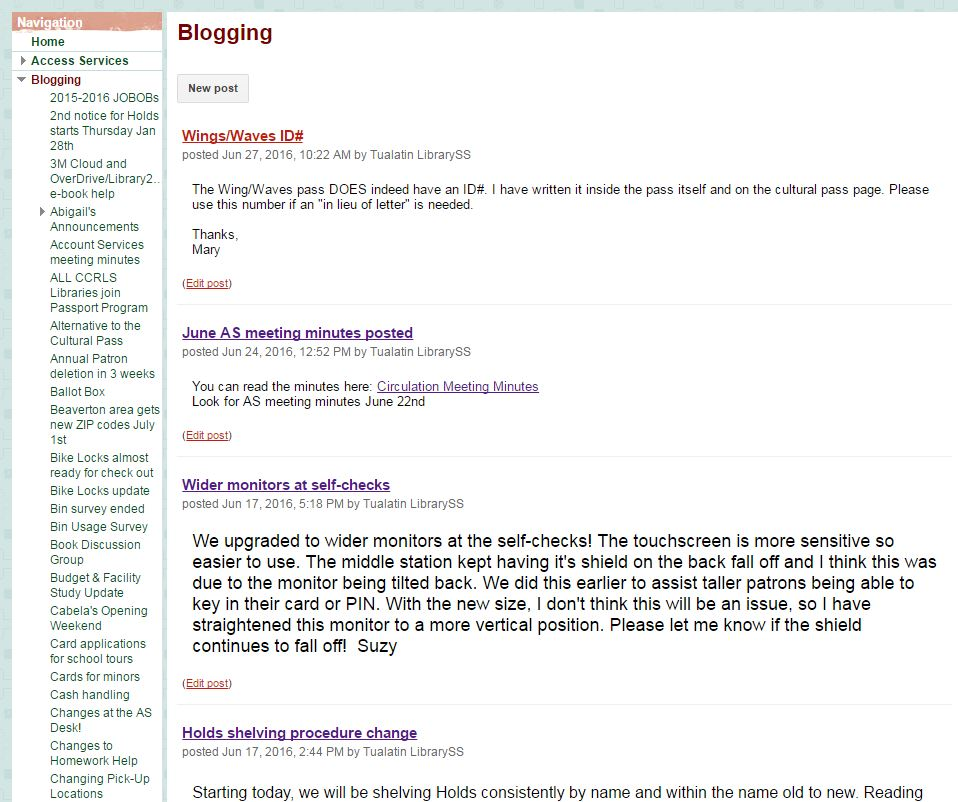 Navigation
Home
Access Services
Blogging
2015-2016 JOBOBs
2nd notice for Holds
starts Thursday Jan
28th
3M Cloud and
OverDrive/Library2..
e-book help
Abigail's
Announcements
Account Services
meeting minutes
ALL CCRLS
Libraries join
Passport Program
Alternative to the
Cultural Pass
Annual Patron
deletion in 3 weeks
Ballot Box
Beaverton area gets
new ZIP codes July
1st
Bike Locks almost
ready for check out
Bike Locks update
Bin survey ended
Bin Usage Survey
Book Discussion
Group
Budget & Facility
Study Update
Cabela's Opening
Weekend
Card applications
for school tours
Cards for minors
Cash handling
Changes at the AS
Desk!
Changes to
Homework Help
Changing Pick-Up
Locations
Blogging
New post
Wings/Waves ID#
posted Jun 27, 2016, 10:22 AM by Tualatin LibrarySS
The Wing/Waves pass DOES indeed have an ID#. I have written it inside the pass itself and on the cultural pass page. Please
use this number if an "in lieu of letter" is needed.
Thanks,
Mary
(Edit post)
June AS meeting minutes posted
posted Jun 24, 2016, 12:52 PM by Tualatin LibrarySS
You can read the minutes here: Circulation Meeting Minutes
Look for AS meeting minutes June 22nd
(Edit post)
Wider monitors at self-checks
posted Jun 17, 2016, 5:18 PM by Tualatin LibrarySS
We upgraded to wider monitors at the self-checks! The touchscreen is more sensitive so
easier to use. The middle station kept having it's shield on the back fall off and I think this was
due to the monitor being tilted back. We did this earlier to assist taller patrons being able to
key in their card or PIN. With the new size, I don't think this will be an issue, so I have
straightened this monitor to a more vertical position. Please let me know if the shield
continues to fall off!  Suzy
(Edit post)
Holds shelving procedure change
posted Jun 17, 2016, 2:44 PM by Tualatin LibrarySS
Starting today, we will be shelving Holds consistently by name and within the name old to new. Reading